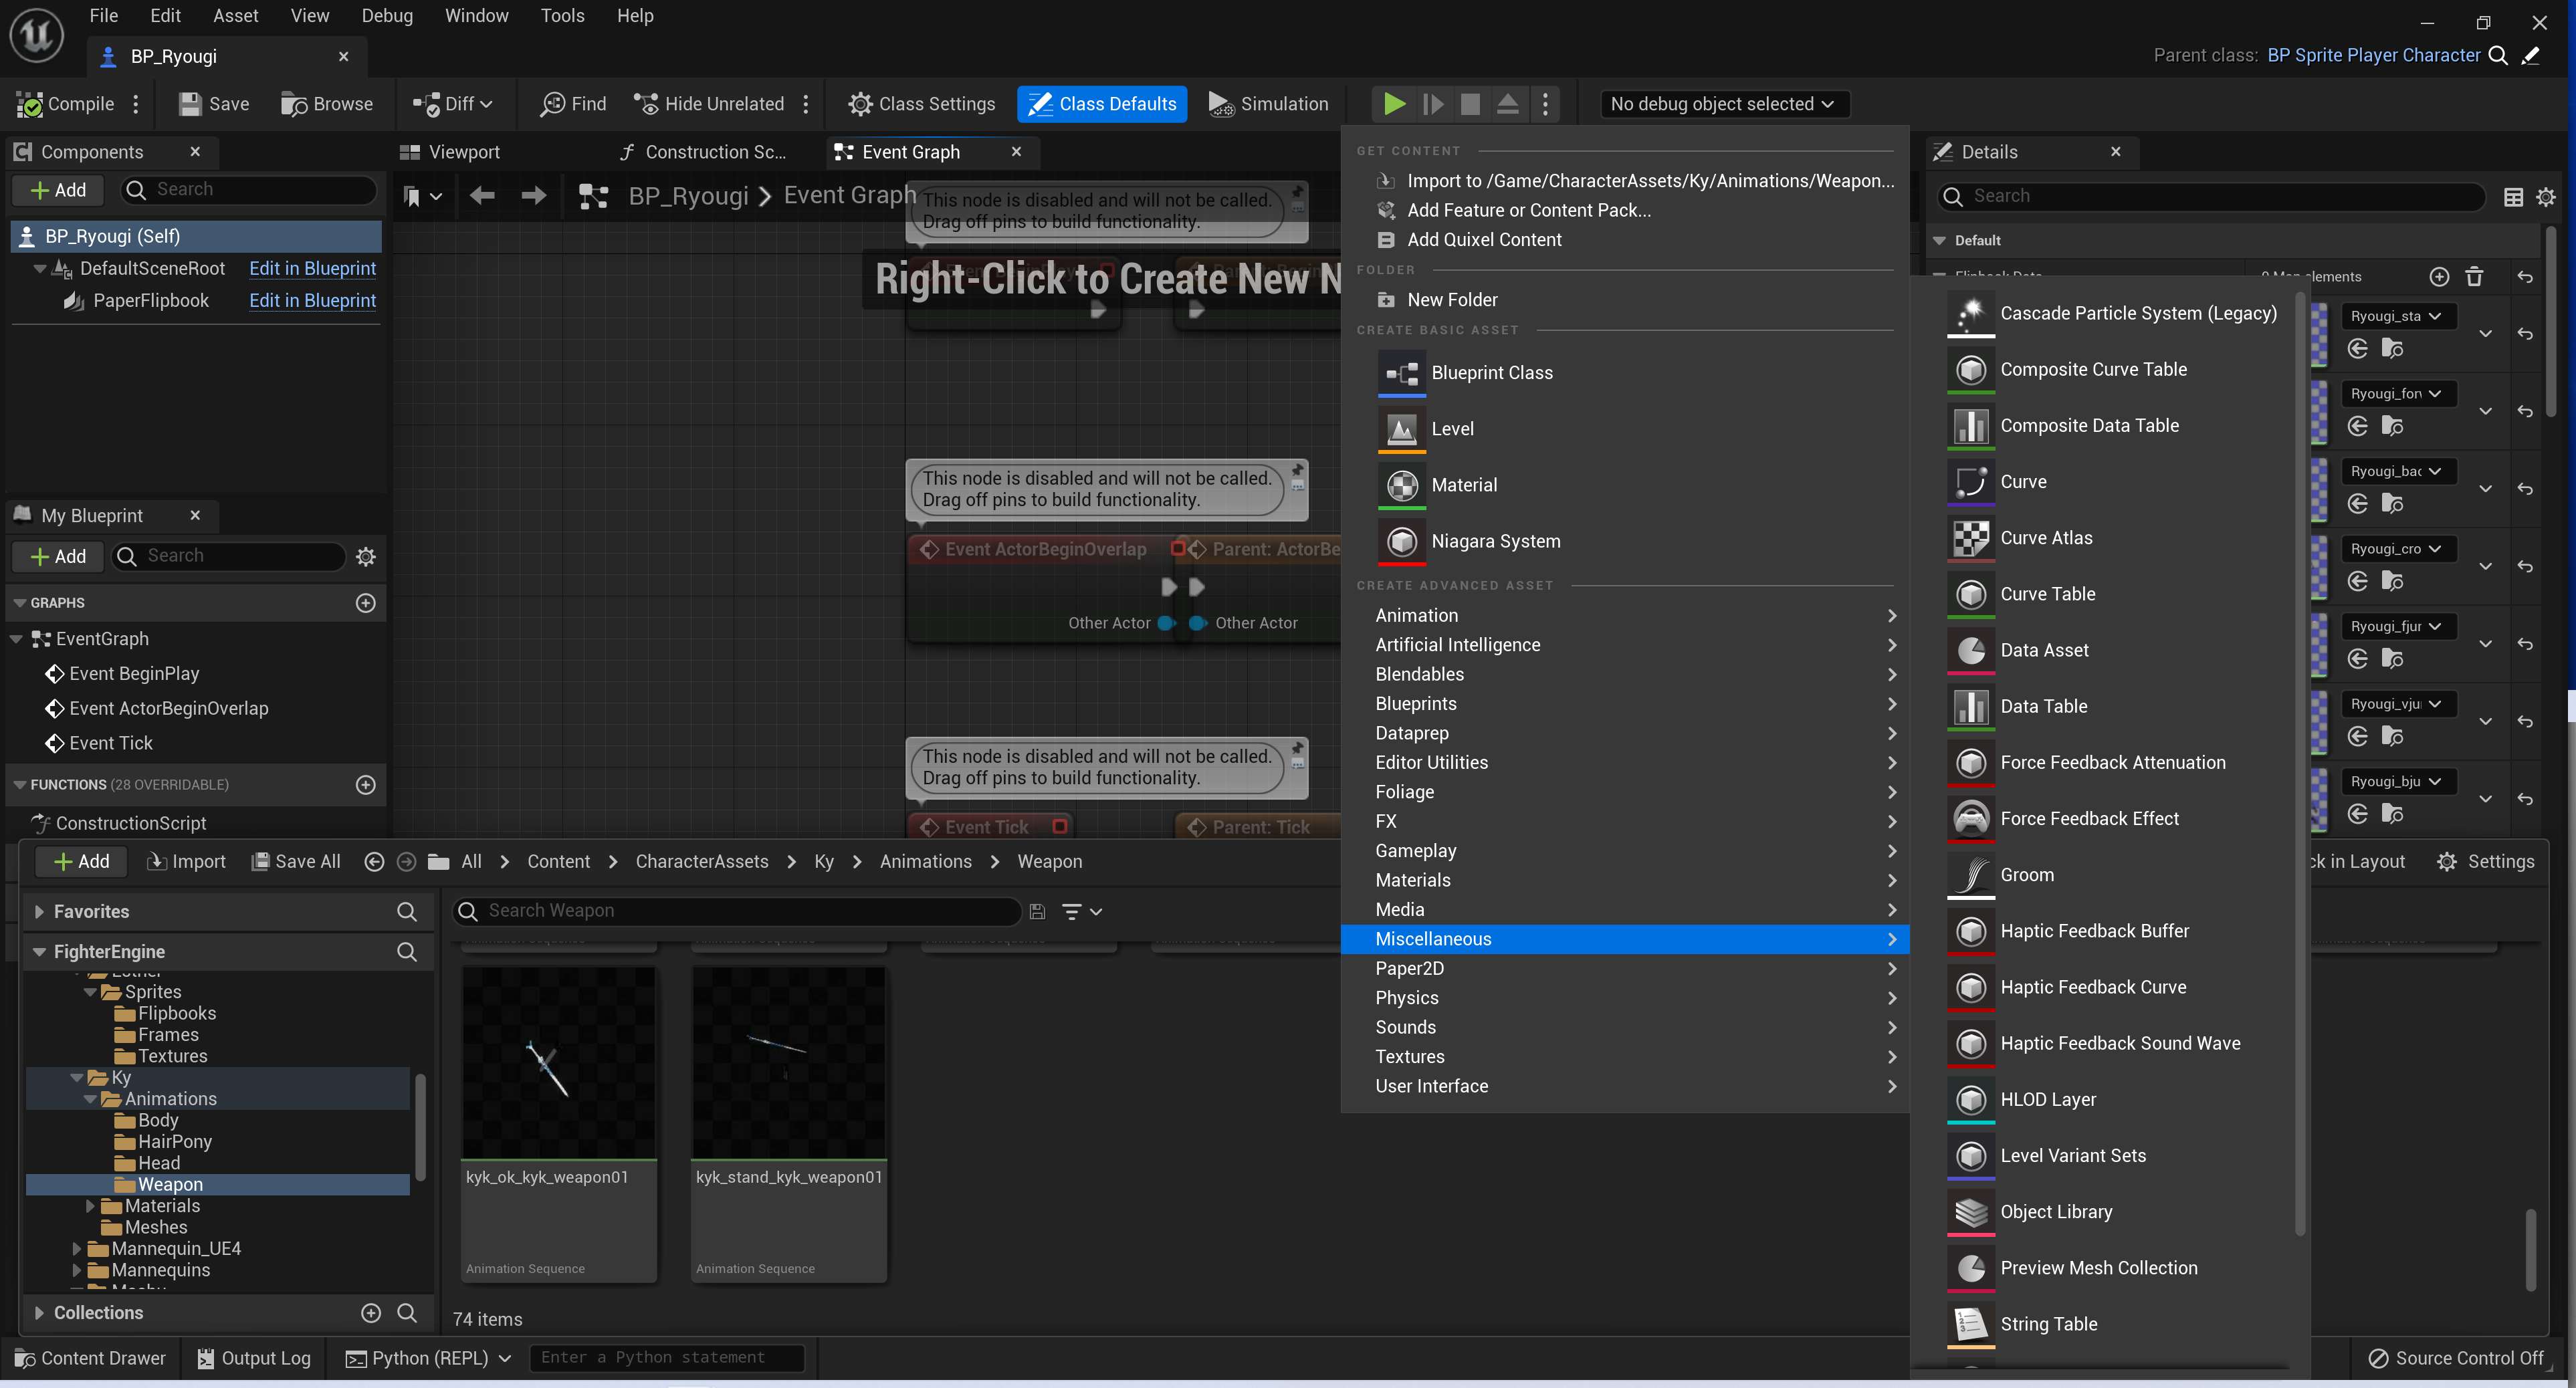 File Edit Asset View Debug Window Tools Help
BP_Ryougi
Parent class: BP Sprite Player Character
Compile
Save
Browse
Diff
Find
Hide Unrelated
Class Settings
Class Defaults
Simulation
No debug object selected
Components
Viewport
Construction Sc...
Event Graph
Details
Add
Search
BP_Ryougi > Event Graph
Search
BP_Ryougi (Self)
DefaultSceneRoot Edit in Blueprint
PaperFlipbook Edit in Blueprint
My Blueprint
Add
Search
GRAPHS
EventGraph
Event BeginPlay
Event ActorBeginOverlap
Event Tick
FUNCTIONS (28 OVERRIDABLE)
ConstructionScript
This node is disabled and will not be called.
Drag off pins to build functionality.
Right-Click to Create New N
This node is disabled and will not be called.
Drag off pins to build functionality.
Event ActorBeginOverlap
Parent: ActorBe
Other Actor
Other Actor
This node is disabled and will not be called.
Drag off pins to build functionality.
Event Tick
Parent: Tick
GET CONTENT
Import to /Game/CharacterAssets/Ky/Animations/Weapon...
Add Feature or Content Pack...
Add Quixel Content
FOLDER
New Folder
CREATE BASIC ASSET
Blueprint Class
Level
Material
Niagara System
CREATE ADVANCED ASSET
Animation
Artificial Intelligence
Blendables
Blueprints
Dataprep
Editor Utilities
Foliage
FX
Gameplay
Materials
Media
Miscellaneous
Paper2D
Physics
Sounds
Textures
User Interface
Cascade Particle System (Legacy)
Composite Curve Table
Composite Data Table
Curve
Curve Atlas
Curve Table
Data Asset
Data Table
Force Feedback Attenuation
Force Feedback Effect
Groom
Haptic Feedback Buffer
Haptic Feedback Curve
Haptic Feedback Sound Wave
HLOD Layer
Level Variant Sets
Object Library
Preview Mesh Collection
String Table
Default
Ryougi_sta
Ryougi_for
Ryougi_bac
Ryougi_cro
Ryougi_fjur
Ryougi_vju
Ryougi_bju
Add
Import
Save All
All > Content > CharacterAssets > Ky > Animations > Weapon
ck in Layout
Settings
Favorites
FighterEngine
Sprites
Flipbooks
Frames
Textures
Ky
Animations
Body
HairPony
Head
Weapon
Materials
Meshes
Mannequin_UE4
Mannequins
Collections
Search Weapon
kyk_ok_kyk_weapon01
Animation Sequence
kyk_stand_kyk_weapon01
Animation Sequence
74 items
Content Drawer
Output Log
Python (REPL)
Enter a Python statement
Source Control Off